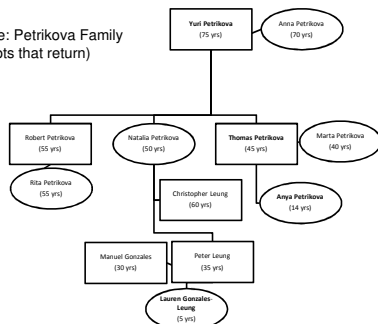 e: Petrikova Family
pts that return)
Yuri Petrikova
(75 yrs)
Anna Petrikova
(70 yrs)
Robert Petrikova
(55 yrs)
Natalia Petrikova
(50 yrs)
Thomas Petrikova
(45 yrs)
Marta Petrikova
(40 yrs)
Rita Petrikova
(55 yrs)
Christopher Leung
(60 yrs)
Anya Petrikova
(14 yrs)
Manuel Gonzales
(30 yrs)
Peter Leung
(35 yrs)
Lauren Gonzales-
Leung
(5 yrs)